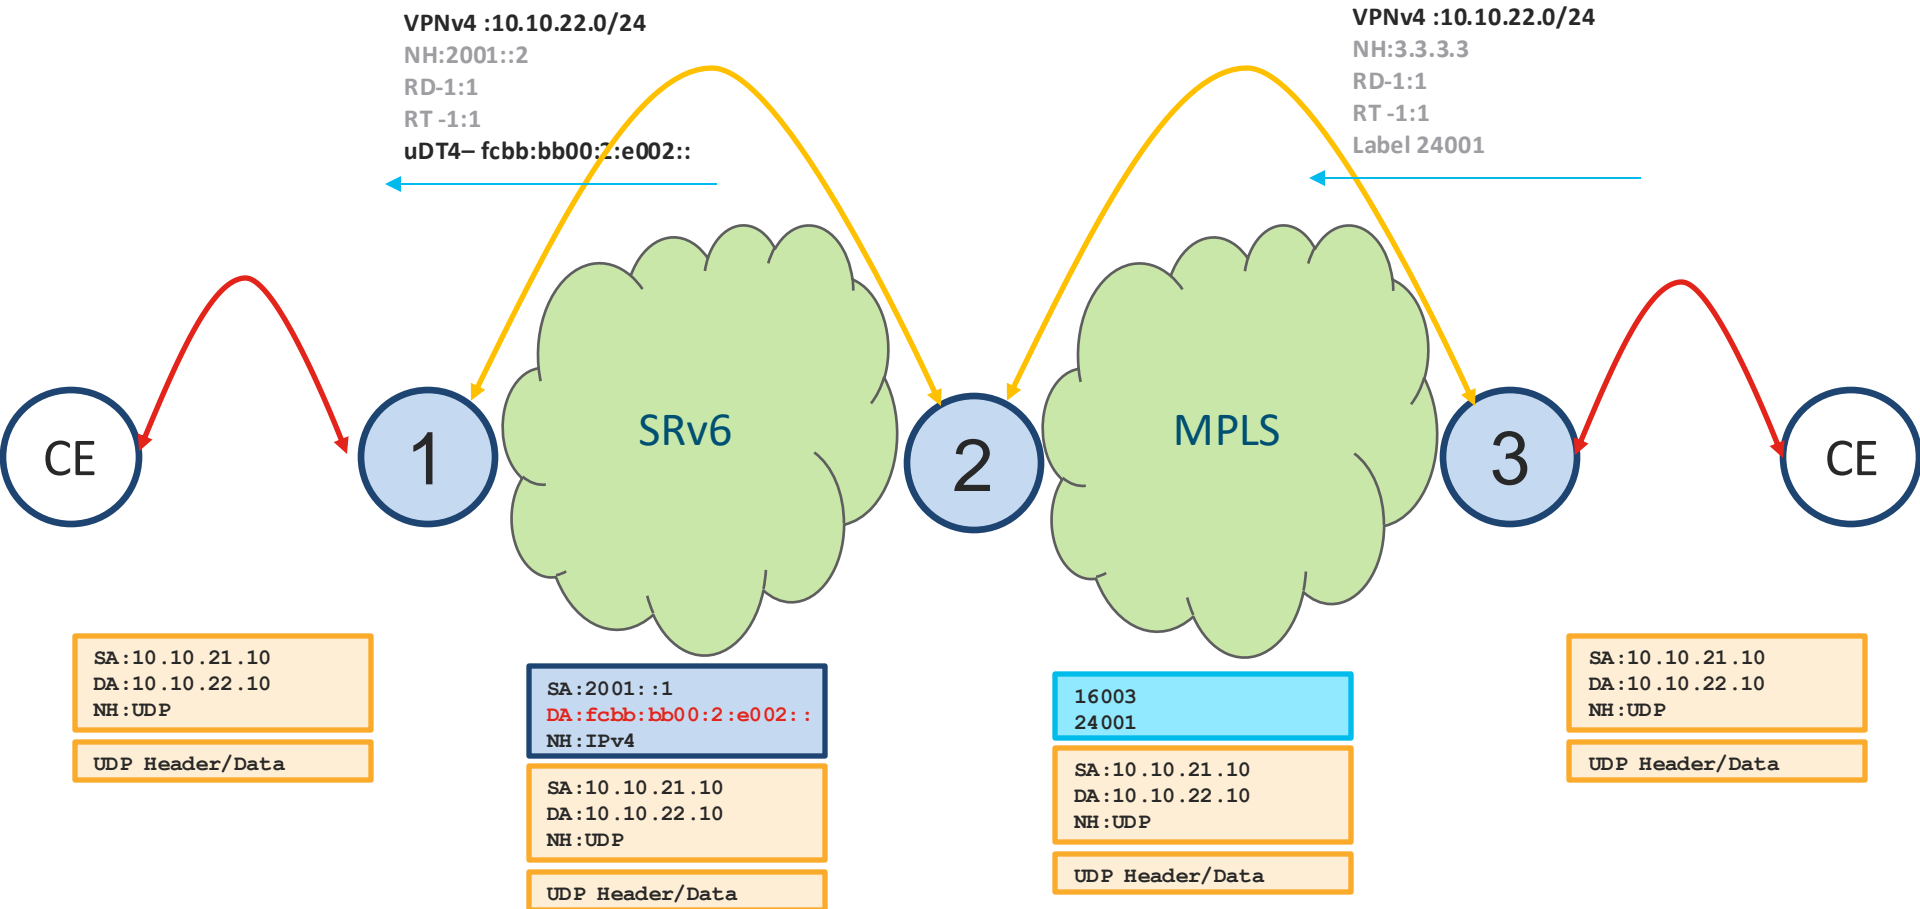 VPNv4 :10.10.22.0/24
NH:2001::2
RD-1:1
RT -1:1
uDT4– fcbb:bb00:2:e002::
VPNv4 :10.10.22.0/24
NH:3.3.3.3
RD-1:1
RT -1:1
Label 24001
CE
1
SRv6
2
MPLS
3
CE
SA:10.10.21.10
DA:10.10.22.10
NH:UDP
UDP Header/Data
SA:2001::1
DA:fcbb:bb00:2:e002::
NH:IPv4
SA:10.10.21.10
DA:10.10.22.10
NH:UDP
UDP Header/Data
16003
24001
SA:10.10.21.10
DA:10.10.22.10
NH:UDP
UDP Header/Data
SA:10.10.21.10
DA:10.10.22.10
NH:UDP
UDP Header/Data